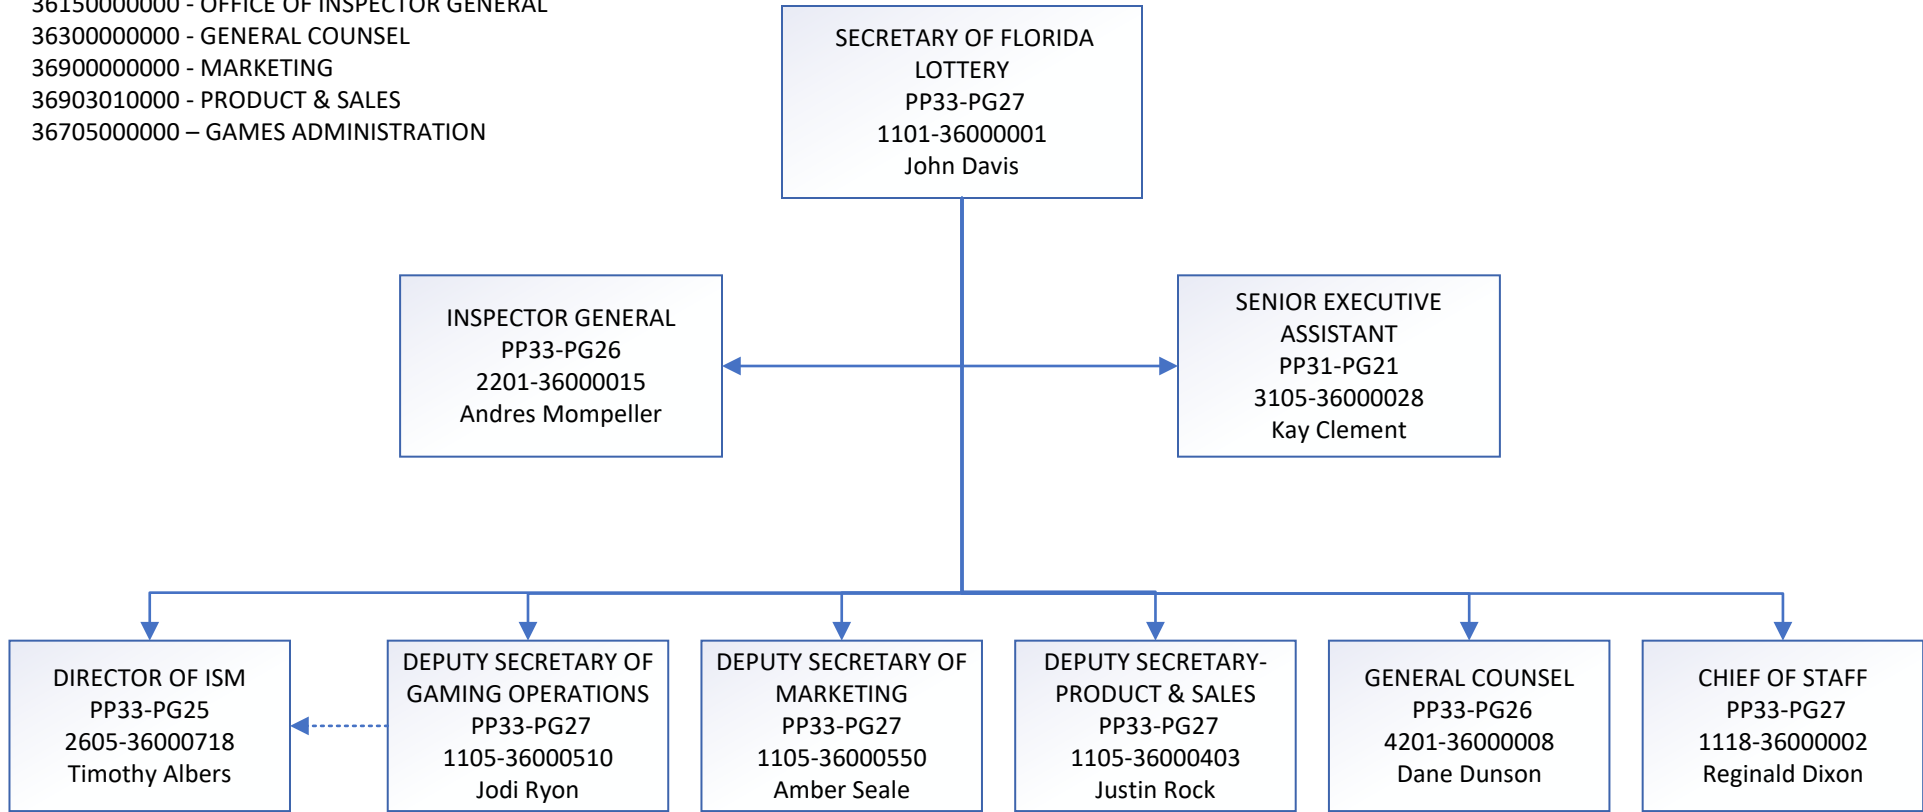 36150000000 - OFFICE OF INSPECTOR GENERAL
36300000000 - GENERAL COUNSEL
36900000000 - MARKETING
36903010000 - PRODUCT & SALES
36705000000 – GAMES ADMINISTRATION
SECRETARY OF FLORIDA
LOTTERY
PP33-PG27
1101-36000001
John Davis
INSPECTOR GENERAL
PP33-PG26
2201-36000015
Andres Mompeller
SENIOR EXECUTIVE
ASSISTANT
PP31-PG21
3105-36000028
Kay Clement
DIRECTOR OF ISM
PP33-PG25
2605-36000718
Timothy Albers
DEPUTY SECRETARY OF
GAMING OPERATIONS
PP33-PG27
1105-36000510
Jodi Ryon
DEPUTY SECRETARY OF
MARKETING
PP33-PG27
1105-36000550
Amber Seale
DEPUTY SECRETARY-
PRODUCT & SALES
PP33-PG27
1105-36000403
Justin Rock
GENERAL COUNSEL
PP33-PG26
4201-36000008
Dane Dunson
CHIEF OF STAFF
PP33-PG27
1118-36000002
Reginald Dixon